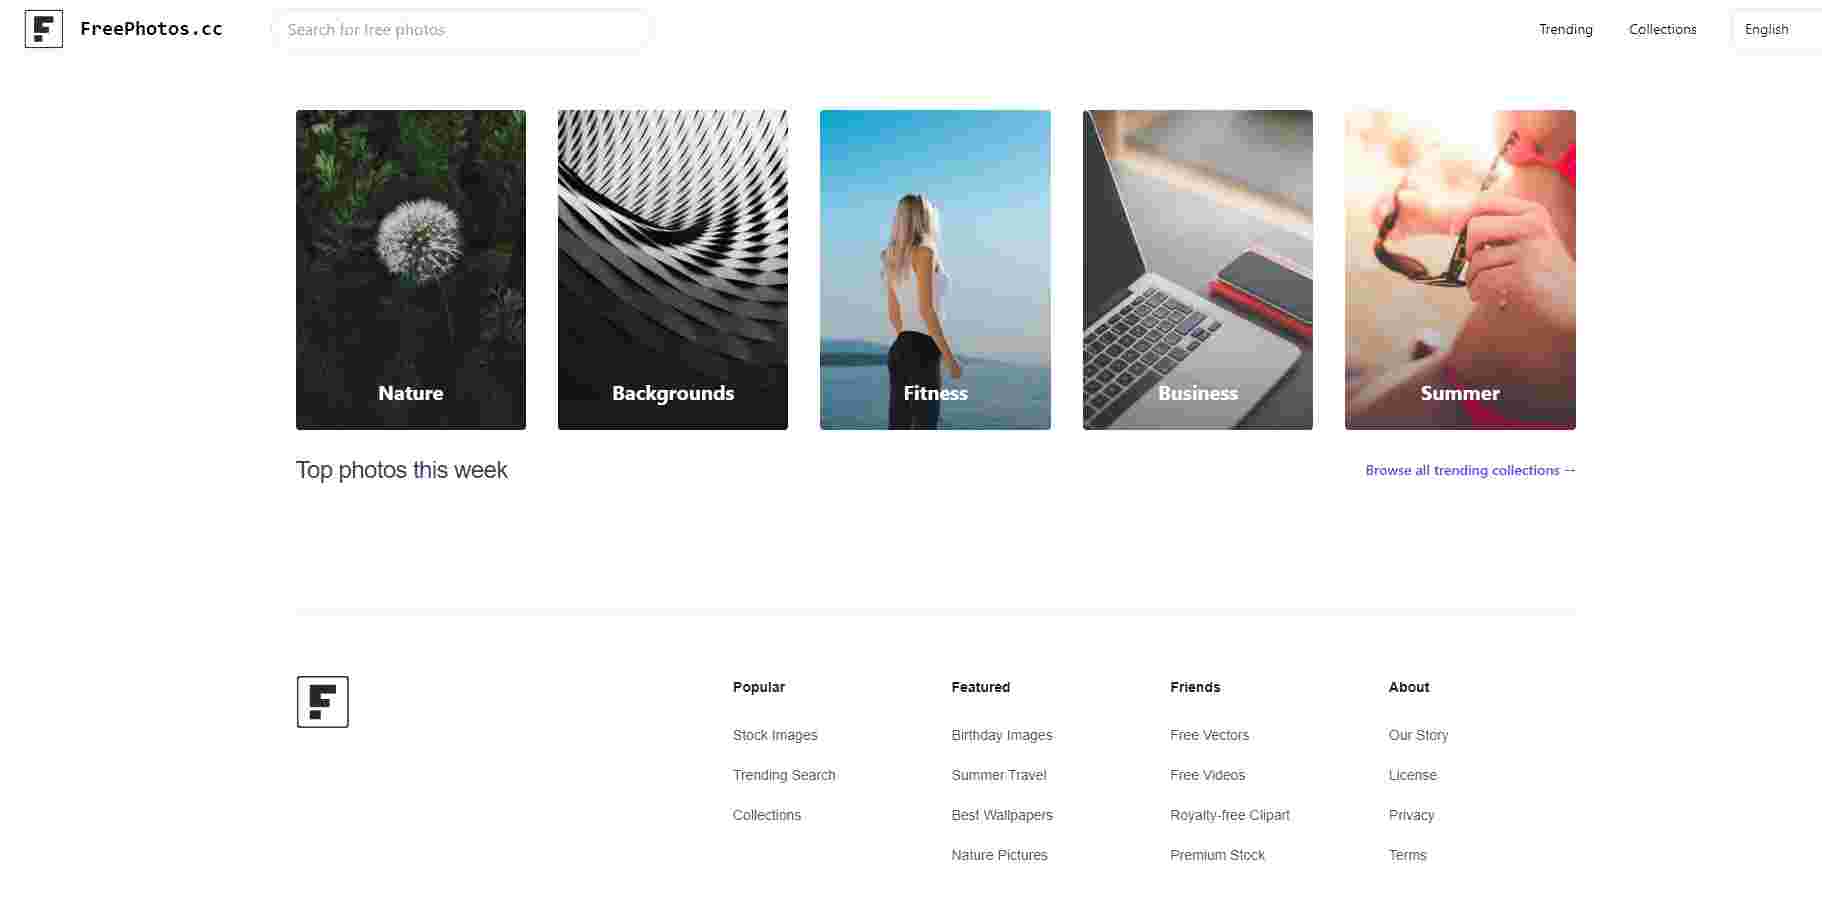 FreePhotos.cc
Search for free photos
Trending
Collections
English
Nature
Backgrounds
Fitness
Business
Summer
Top photos this week
Browse all trending collections --
Popular
Stock Images
Trending Search
Collections
Featured
Birthday Images
Summer Travel
Best Wallpapers
Nature Pictures
Friends
Free Vectors
Free Videos
Royalty-free Clipart
Premium Stock
About
Our Story
License
Privacy
Terms